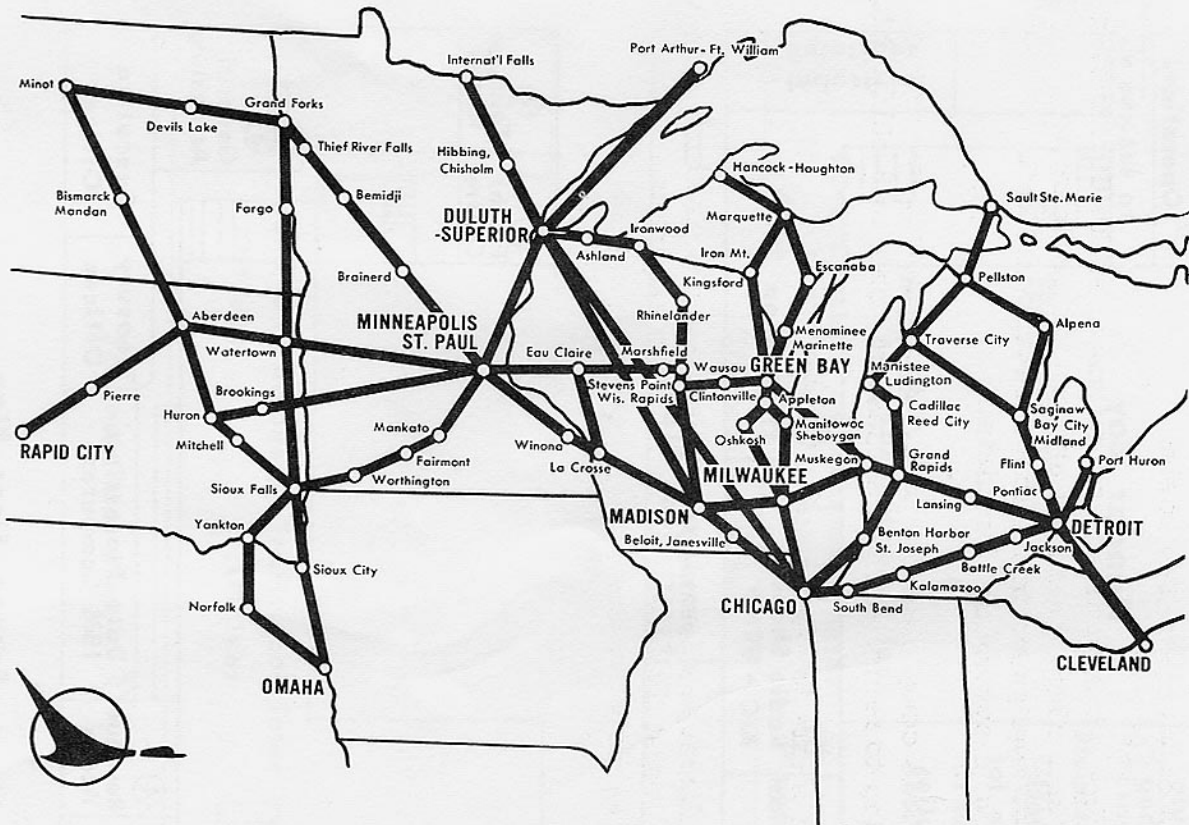 Port Arthur - Ft. William
Internat'l Falls
Minot
Devils Lake
Grand Forks
Thief River Falls
Hibbing,
Chisholm
Hancock - Houghton
Bismarck
Mandan
Fargo
Bemidji
DULUTH
-SUPERIOR
Marquette
Sault Ste. Marie
Ironwood
Ashland
Iron Mt.
Kingsford
Escanaba
Pellston
Brainerd
Rhinelander
Aberdeen
MINNEAPOLIS
ST. PAUL
Menominee
Marinette
Alpena
Traverse City
Watertown
Eau Claire
Marshfield
Wausau
GREEN BAY
Manistee
Ludington
Pierre
Brookings
Stevens Point
Wis. Rapids
Clintonville
Appleton
Cadillac
Reed City
Saginaw
Bay City
Midland
Huron
Mitchell
Mankato
Winona
Oshkosh
Manitowoc
Sheboygan
RAPID CITY
Fairmont
La Crosse
Muskegon
Grand
Rapids
Flint
Port Huron
Worthington
MILWAUKEE
Sioux Falls
Lansing
Pontiac
Yankton
MADISON
DETROIT
Beloit, Janesville
Benton Harbor
St. Joseph
Jackson
Battle Creek
Sioux City
Kalamazoo
Norfolk
CHICAGO
South Bend
CLEVELAND
OMAHA